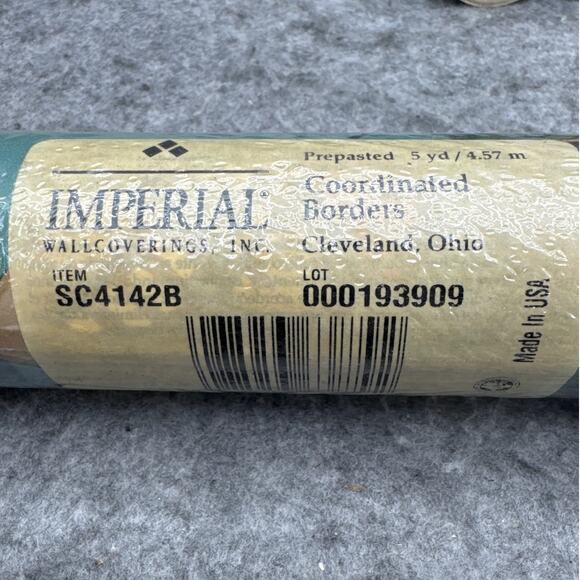 Prepasted 5 yd / 4.57 m
IMPERIAL®
WALLCOVERINGS, INC.
Coordinated
Borders
Cleveland, Ohio
ITEM
SC4142B
LOT
000193909
Made In USA